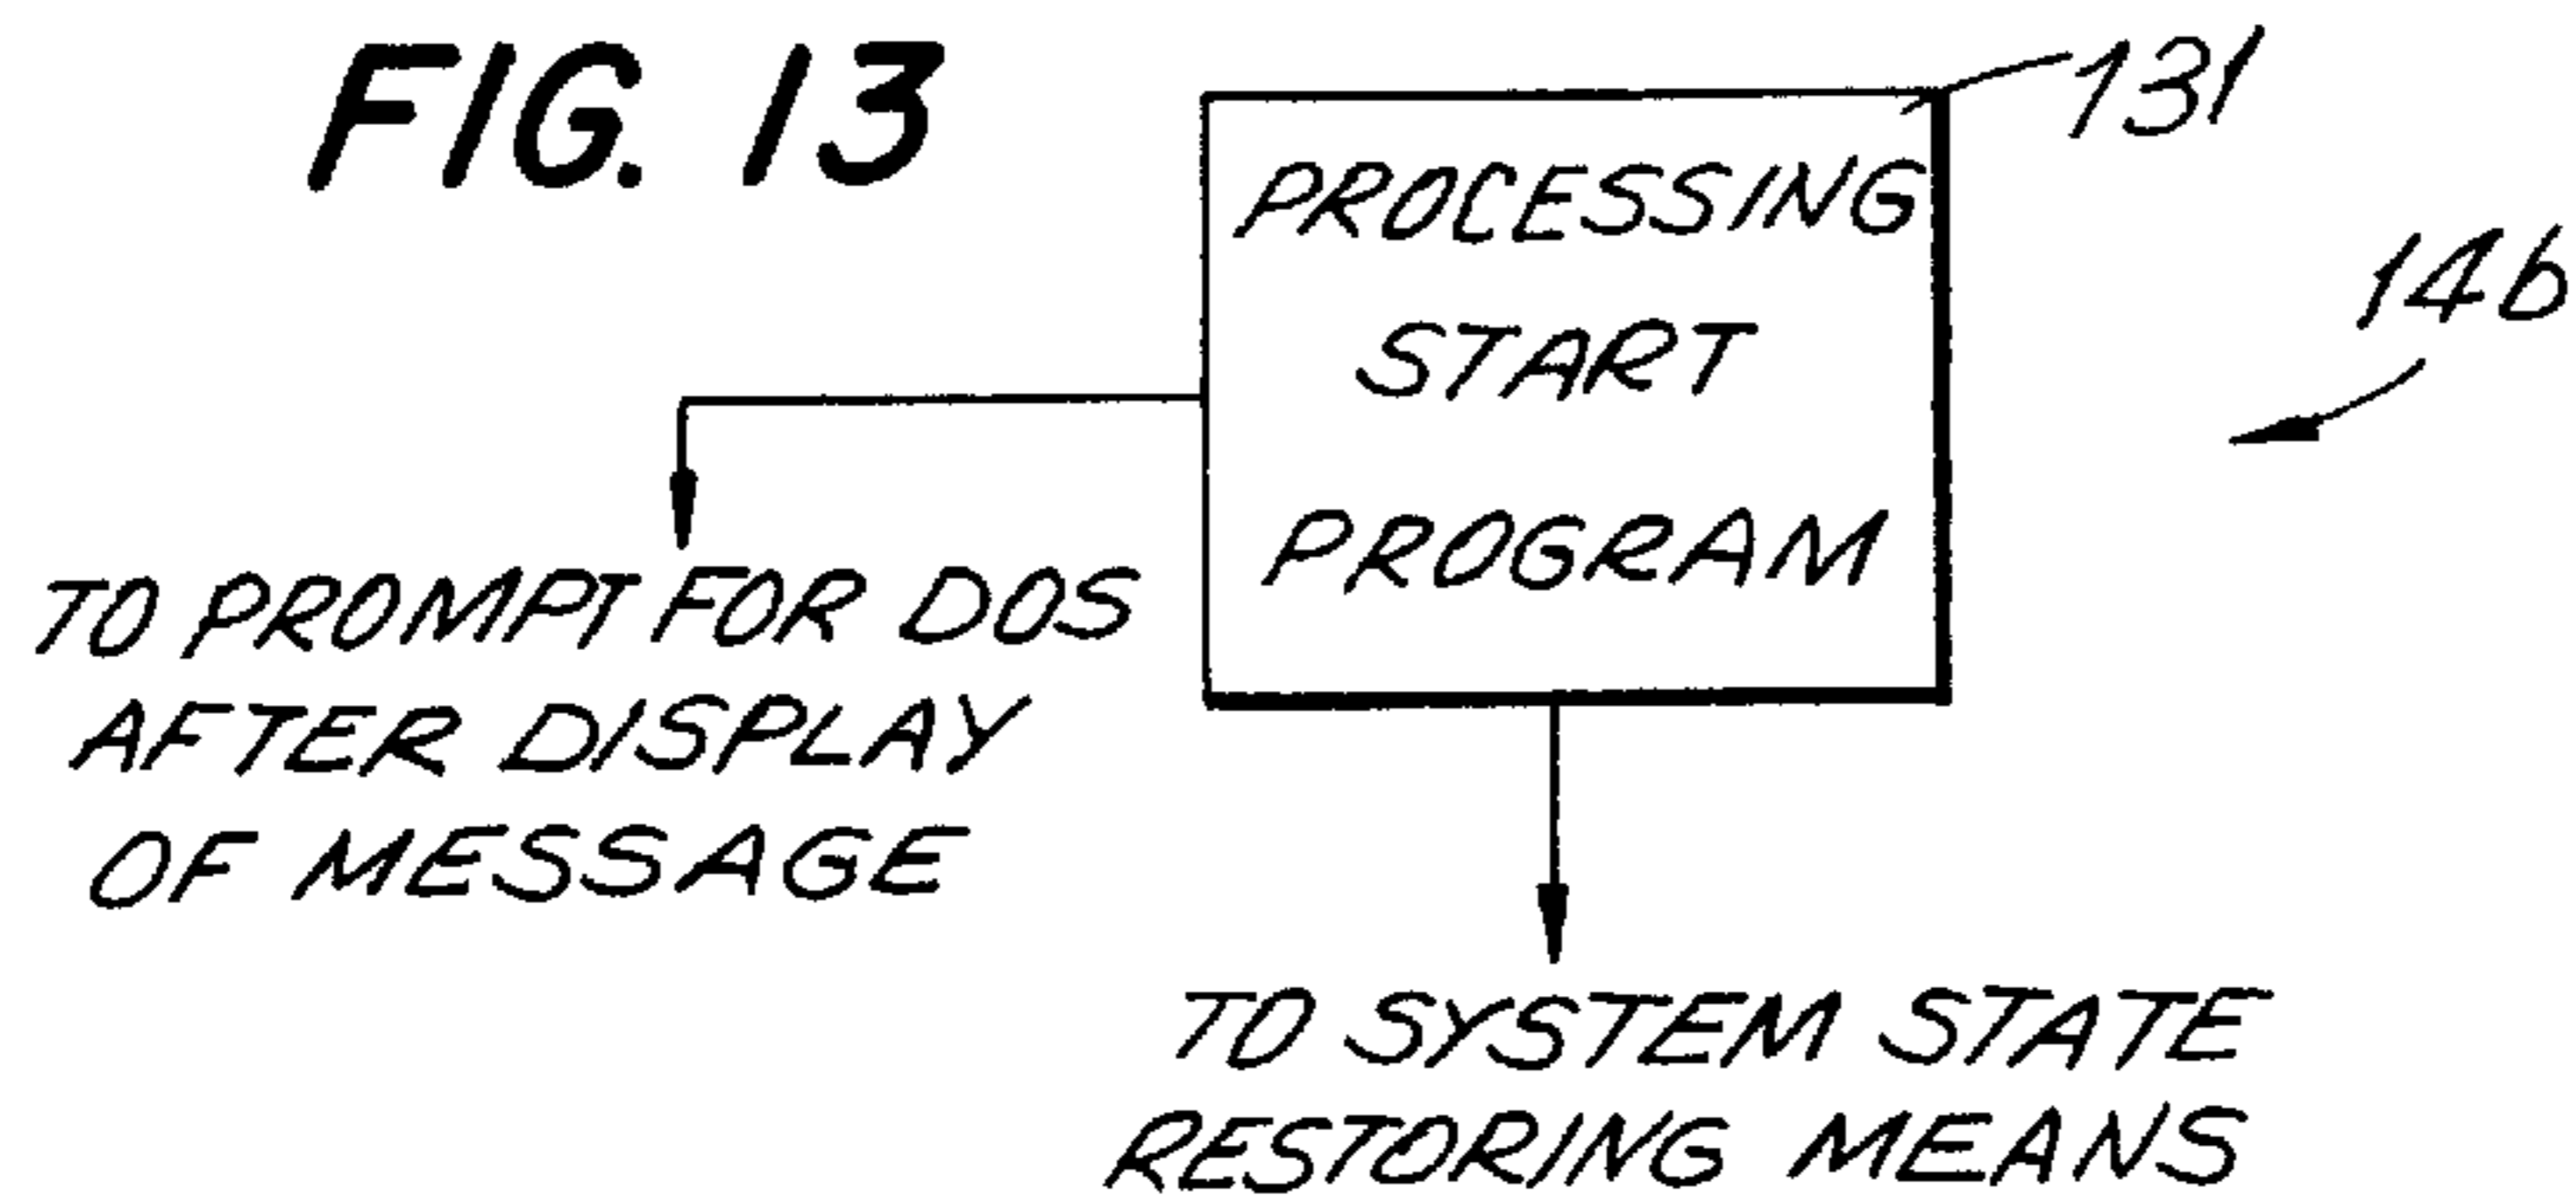 FIG. 13
131
PROCESSING
START
PROGRAM
14b
TO PROMPT FOR DOS
AFTER DISPLAY
OF MESSAGE
TO SYSTEM STATE
RESTORING MEANS